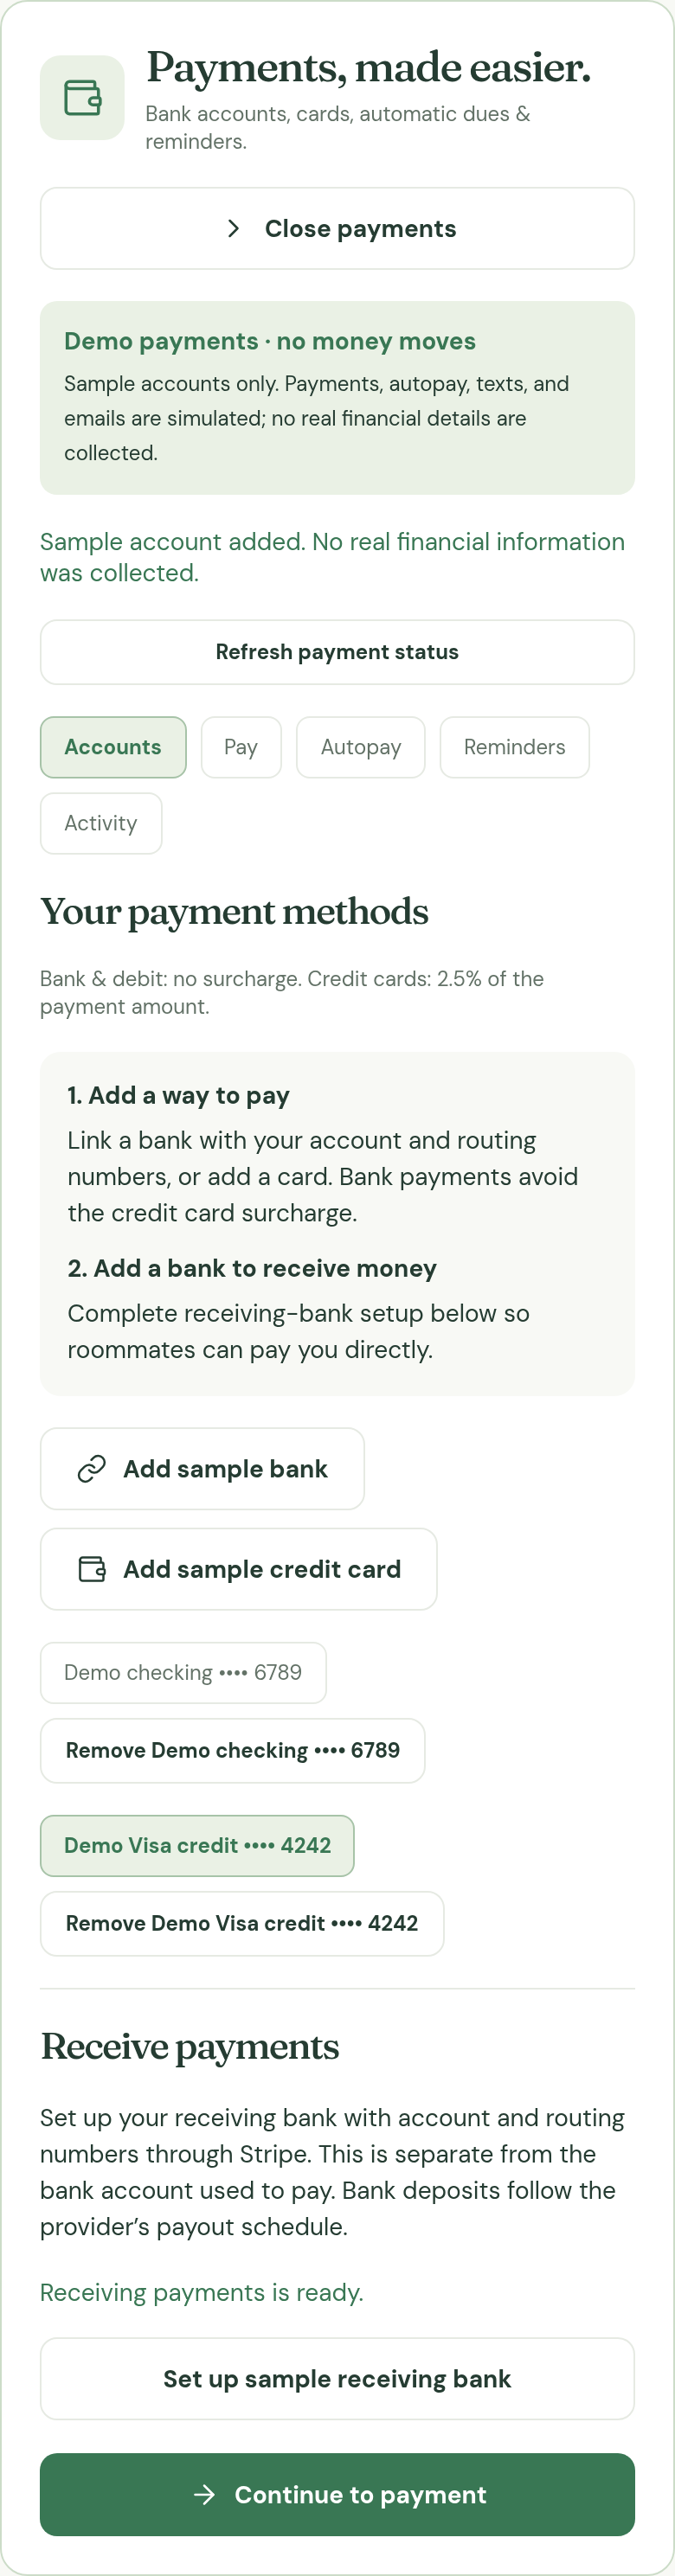 Payments, made easier.
Bank accounts, cards, automatic dues &
reminders.
Close payments
Demo payments · no money moves
Sample accounts only. Payments, autopay, texts, and
emails are simulated; no real financial details are
collected.
Sample account added. No real financial information
was collected.
Refresh payment status
Accounts
Pay
Autopay
Reminders
Activity
Your payment methods
Bank & debit: no surcharge. Credit cards: 2.5% of the
payment amount.
1. Add a way to pay
Link a bank with your account and routing
numbers, or add a card. Bank payments avoid
the credit card surcharge.
2. Add a bank to receive money
Complete receiving-bank setup below so
roommates can pay you directly.
Add sample bank
Add sample credit card
Demo checking •••• 6789
Remove Demo checking •••• 6789
Demo Visa credit •••• 4242
Remove Demo Visa credit •••• 4242
Receive payments
Set up your receiving bank with account and routing
numbers through Stripe. This is separate from the
bank account used to pay. Bank deposits follow the
provider’s payout schedule.
Receiving payments is ready.
Set up sample receiving bank
Continue to payment